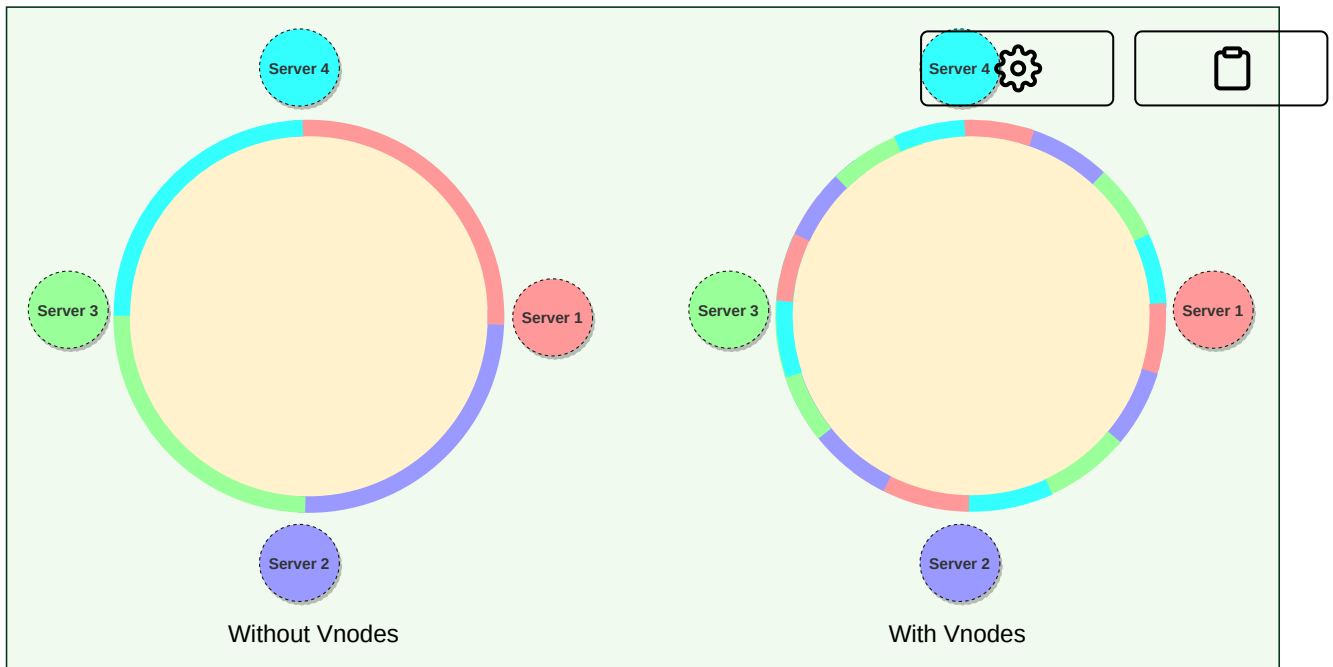 Server 4
Server 3
Server 1
Server 2
Without Vnodes
Server 4
Server 3
Server 1
Server 2
With Vnodes